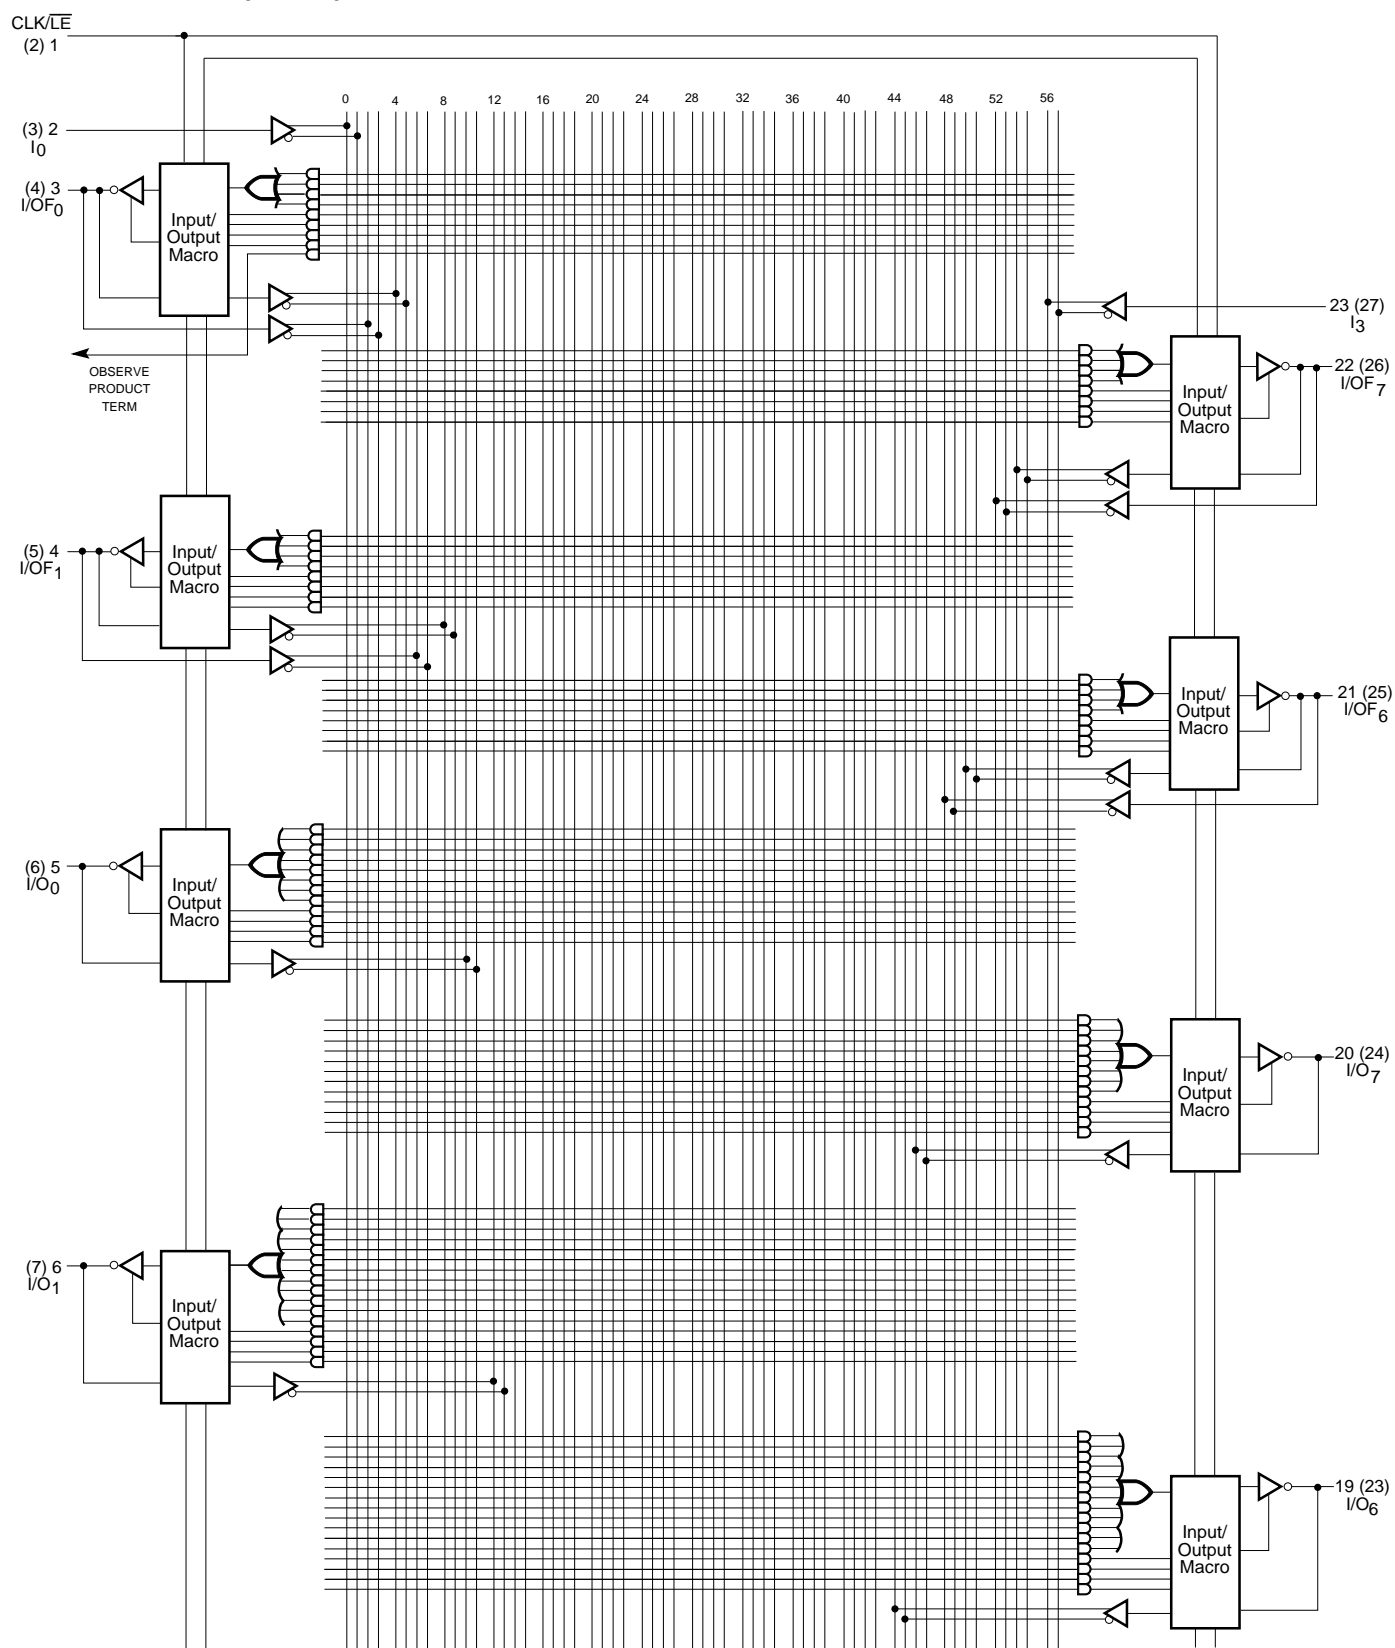 CLK/LE
(2) 1
0 4 8 12 16 20 24 28 32 36 40 44 48 52 56
(3) 2
I0
(4) 3
I/OF0
Input/
Output
Macro
23 (27)
I3
OBSERVE
PRODUCT
TERM
22 (26)
I/OF7
Input/
Output
Macro
(5) 4
I/OF1
Input/
Output
Macro
21 (25)
I/OF6
Input/
Output
Macro
(6) 5
I/O0
Input/
Output
Macro
20 (24)
I/O7
Input/
Output
Macro
(7) 6
I/O1
Input/
Output
Macro
19 (23)
I/O6
Input/
Output
Macro